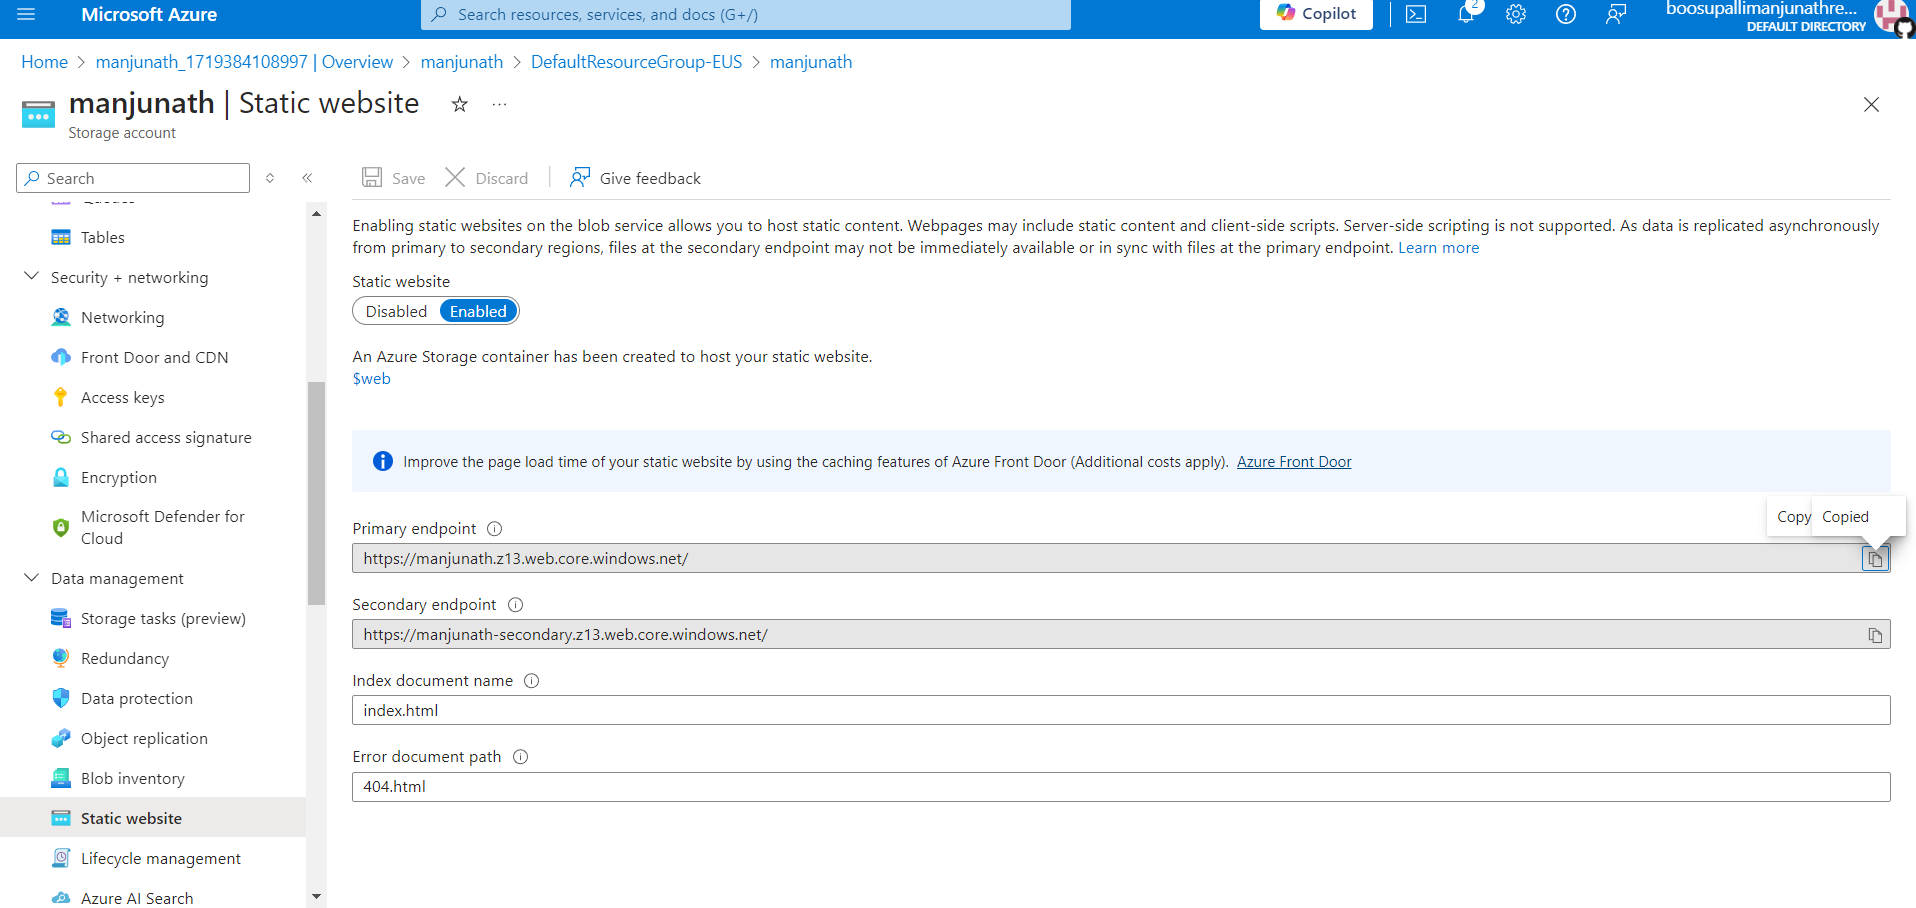 Microsoft Azure
Search resources, services, and docs (G+/)
Copilot
2
boosupallimanjunathre...
DEFAULT DIRECTORY
Home > manjunath_1719384108997 | Overview > manjunath > DefaultResourceGroup-EUS > manjunath
manjunath | Static website
Storage account
Search
Save
Discard
Give feedback
Queues
Tables
Security + networking
Networking
Front Door and CDN
Access keys
Shared access signature
Encryption
Microsoft Defender for
Cloud
Data management
Storage tasks (preview)
Redundancy
Data protection
Object replication
Blob inventory
Static website
Lifecycle management
Azure AI Search
Enabling static websites on the blob service allows you to host static content. Webpages may include static content and client-side scripts. Server-side scripting is not supported. As data is replicated asynchronously
from primary to secondary regions, files at the secondary endpoint may not be immediately available or in sync with files at the primary endpoint. Learn more
Static website
Disabled Enabled
An Azure Storage container has been created to host your static website.
$web
Improve the page load time of your static website by using the caching features of Azure Front Door (Additional costs apply). Azure Front Door
Copy Copied
Primary endpoint
https://manjunath.z13.web.core.windows.net/
Secondary endpoint
https://manjunath-secondary.z13.web.core.windows.net/
Index document name
index.html
Error document path
404.html